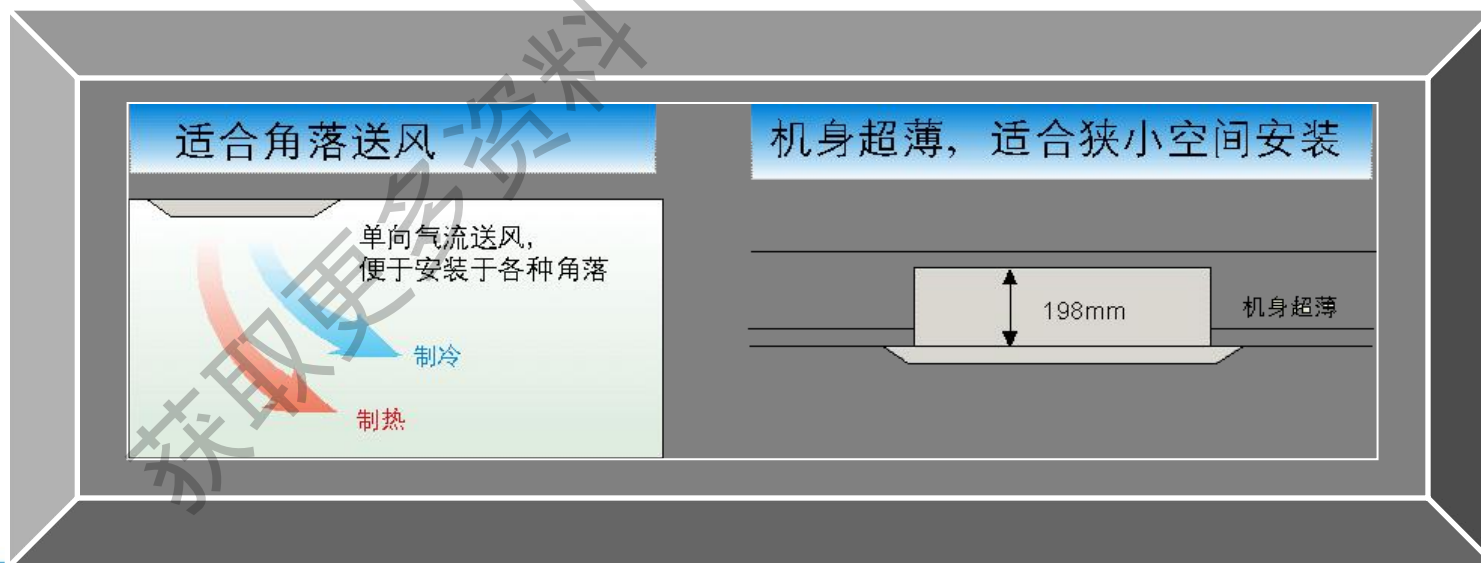 适合角落送风
单向气流送风，
便于安装于各种角落
制冷
制热
机身超薄，适合狭小空间安装
198mm
机身超薄
获取更多资料